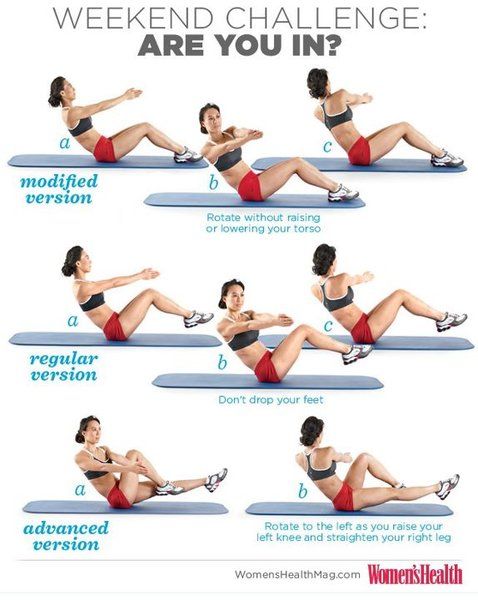 WEEKEND CHALLENGE:
ARE YOU IN?
a
b
c
modified
version
Rotate without raising
or lowering your torso
a
b
c
regular
version
Don't drop your feet
a
b
advanced
version
Rotate to the left as you raise your
left knee and straighten your right leg
WomensHealthMag.com Women'sHealth